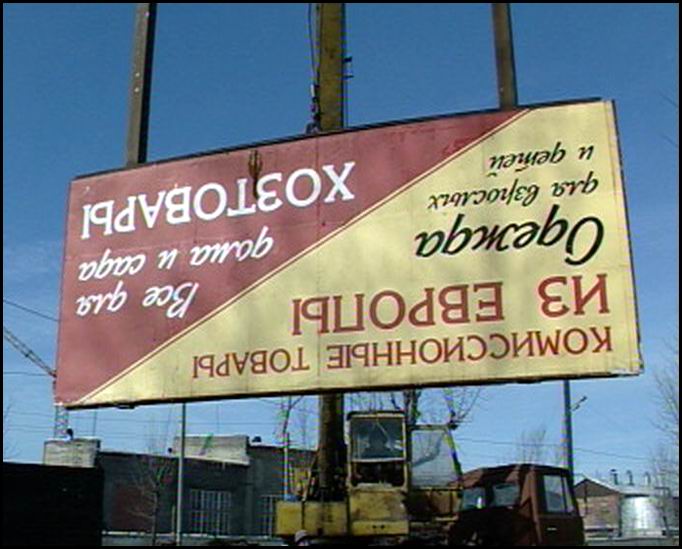 КОМИССИОННЫЕ ТОВАРЫ
ИЗ ЕВРОПЫ
Одежда
для взрослых
и детей
Все для
дома и сада
ХОЗТОВАРЫ